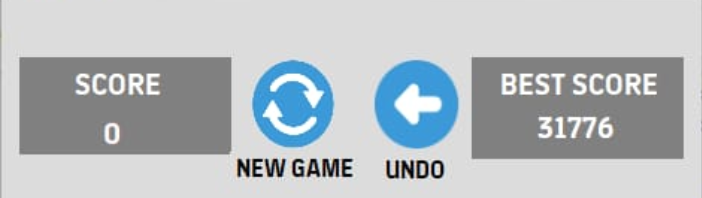 SCORE
0
NEW GAME
UNDO
BEST SCORE
31776